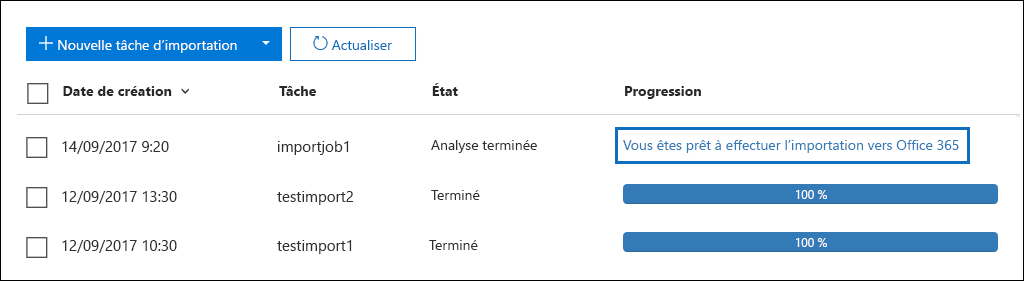 Nouvelle tâche d’importation Actualiser
Date de création Tâche État Progression
14/09/2017 9:20 importjob1 Analyse terminée Vous êtes prêt à effectuer l’importation vers Office 365
12/09/2017 13:30 testimport2 Terminé 100 %
12/09/2017 10:30 testimport1 Terminé 100 %